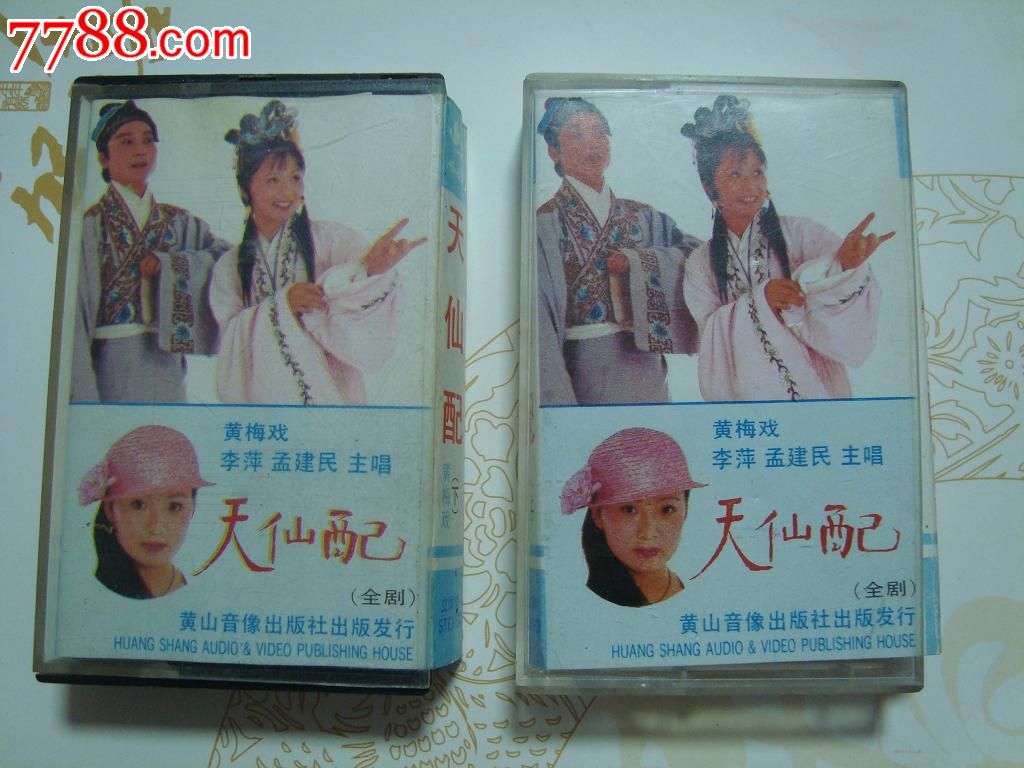 7788.com
黄梅戏
李萍 孟建民 主唱
天仙配
(全剧)
黄山音像出版社出版发行
HUANG SHANG AUDIO & VIDEO PUBLISHING HOUSE
天仙配
(下)
黄梅戏
黄梅戏
李萍 孟建民 主唱
天仙配
(全剧)
黄山音像出版社出版发行
HUANG SHANG AUDIO & VIDEO PUBLISHING HOUSE